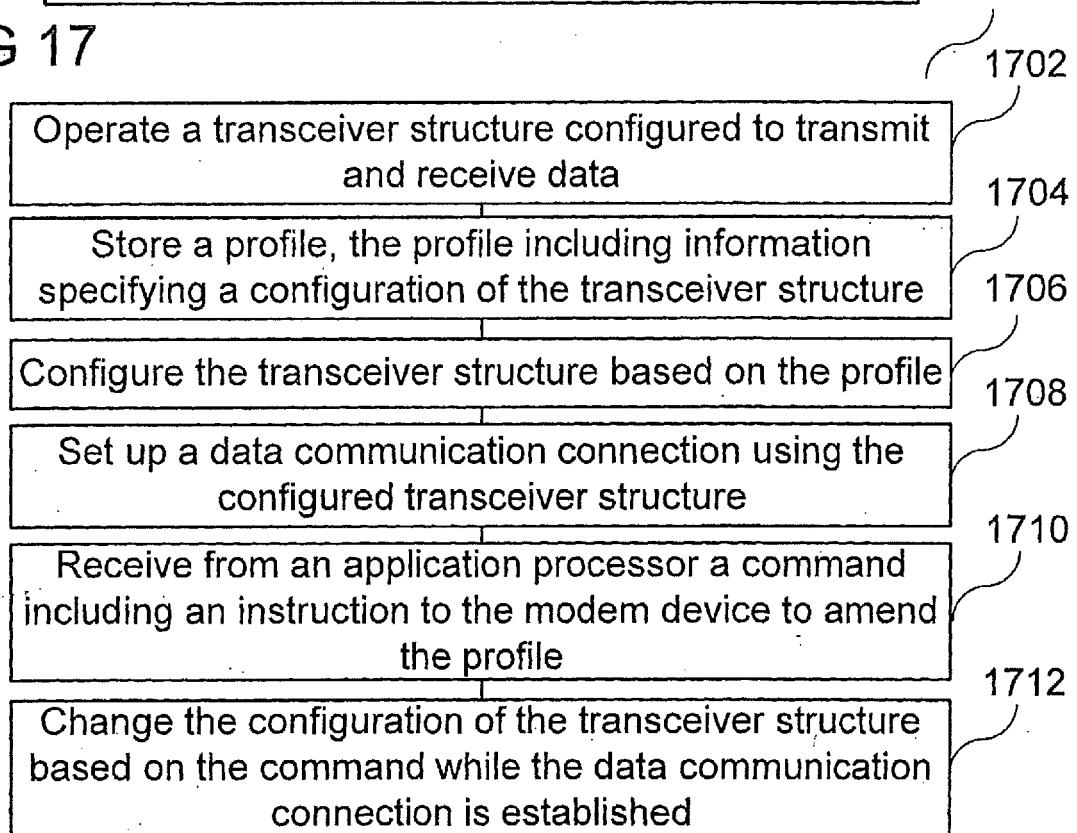 17
1702
Operate a transceiver structure configured to transmit
and receive data
1704
Store a profile, the profile including information
specifying a configuration of the transceiver structure
1706
Configure the transceiver structure based on the profile
1708
Set up a data communication connection using the
configured transceiver structure
1710
Receive from an application processor a command
including an instruction to the modem device to amend
the profile
1712
Change the configuration of the transceiver structure
based on the command while the data communication
connection is established